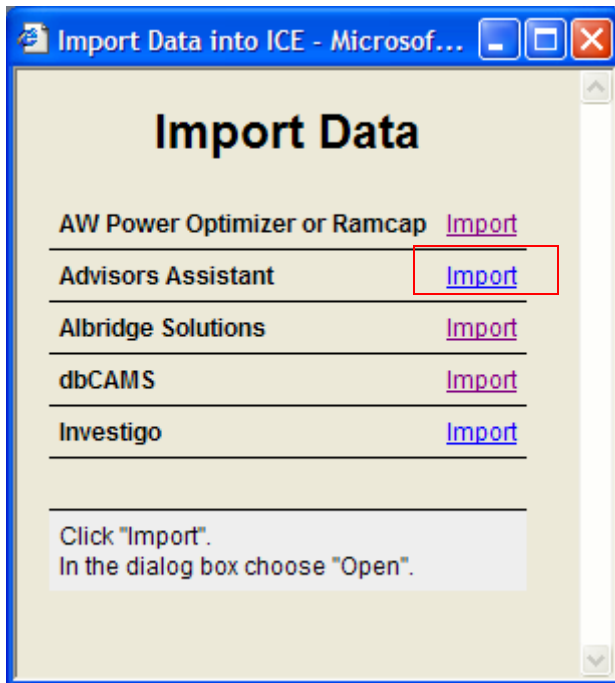 Import Data into ICE - Microsof...
Import Data
AW Power Optimizer or Ramcap Import
Advisors Assistant Import
Albridge Solutions Import
dbCAMS Import
Investigo Import
Click "Import".
In the dialog box choose "Open".